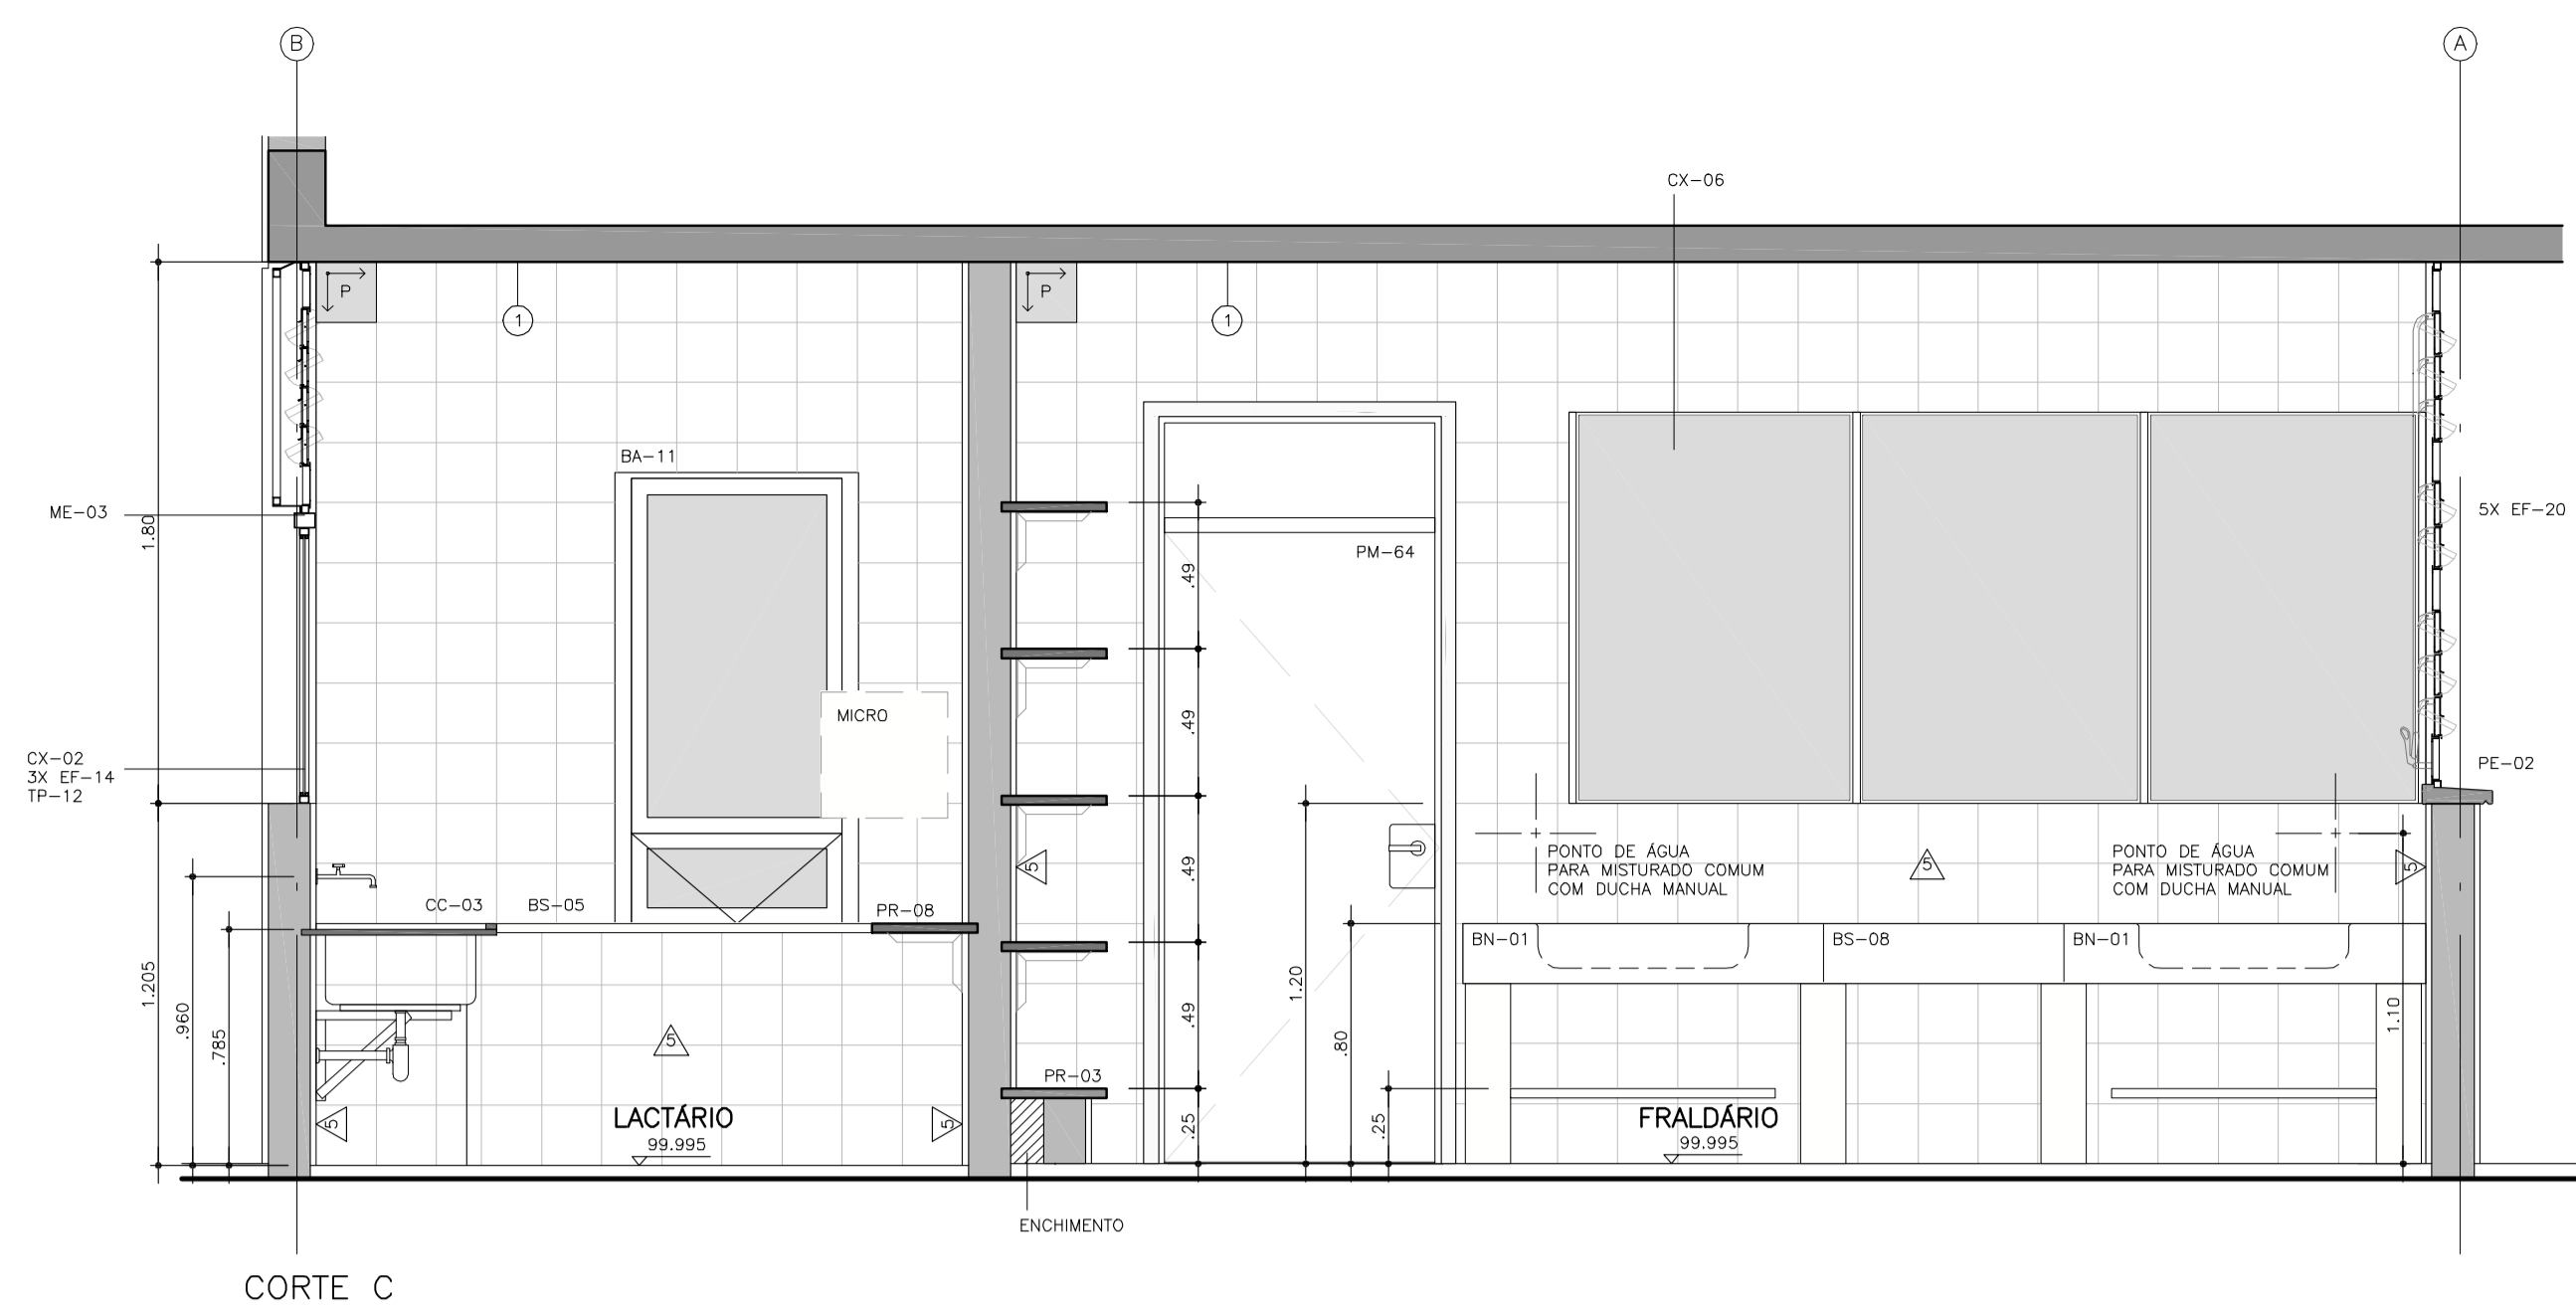 B
A
CX-06
P
P
1
1
BA-11
ME-03
1.80
5X EF-20
PM-64
.49
MICRO
.49
CX-02
3X EF-14
TP-12
PE-02
PONTO DE ÁGUA
PARA MISTURADO COMUM
COM DUCHA MANUAL
PONTO DE ÁGUA
PARA MISTURADO COMUM
COM DUCHA MANUAL
5
5
5
.49
CC-03
BS-05
PR-08
BN-01
BS-08
BN-01
1.205
.960
.785
.49
1.20
.80
1.10
5
PR-03
5
LACTÁRIO
99.995
5
.25
.25
FRALDÁRIO
99.995
ENCHIMENTO
CORTE C